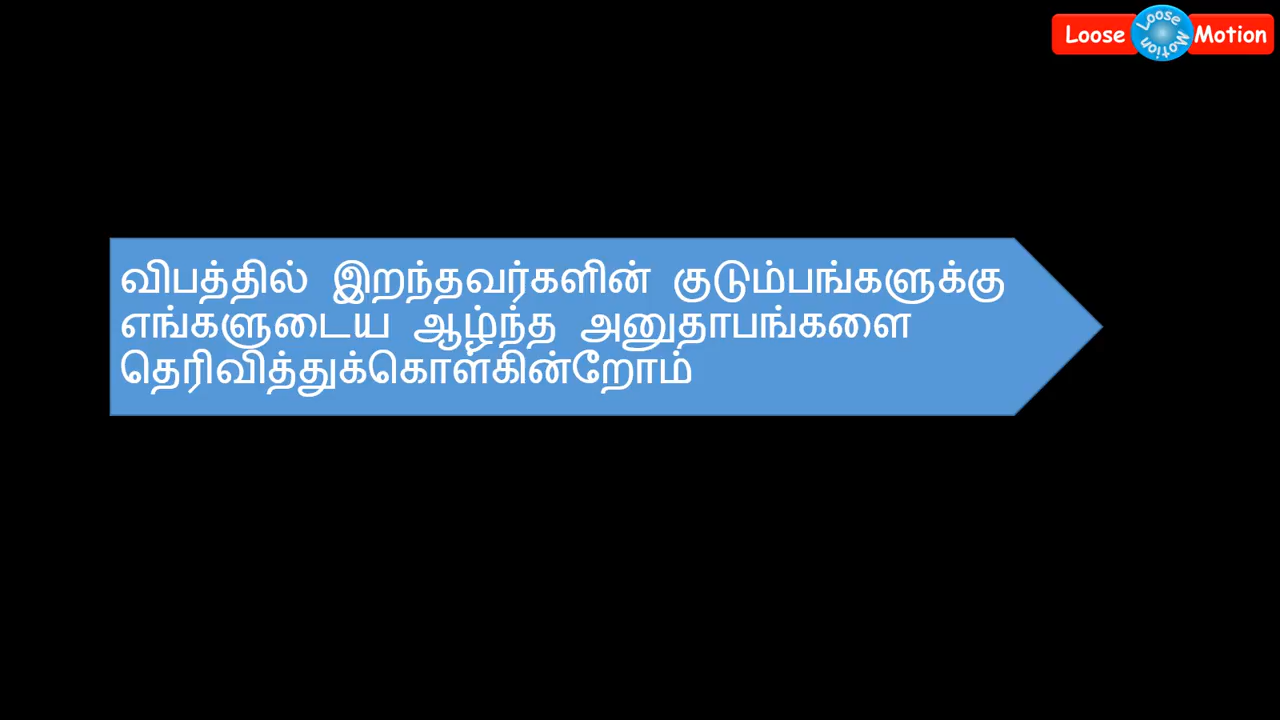 Loose Loose Motion Motion
விபத்தில் இறந்தவர்களின் குடும்பங்களுக்கு
எங்களுடைய ஆழ்ந்த அனுதாபங்களை
தெரிவித்துக்கொள்கின்றோம்